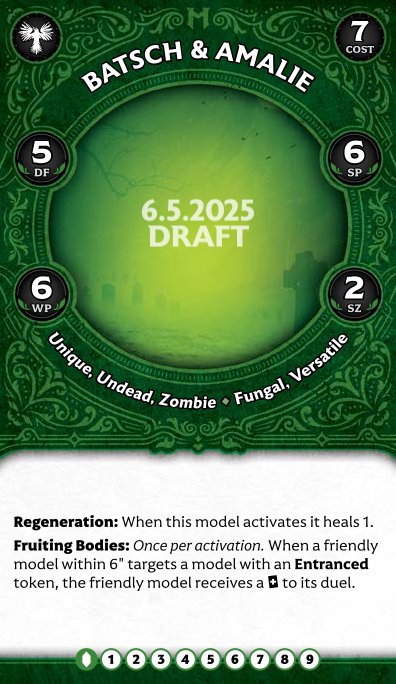 7
COST
BATSCH & AMALIE
5
DF
6
SP
6.5.2025
DRAFT
6
WP
2
SZ
Unique, Undead, Zombie ◆ Fungal, Versatile
Regeneration: When this model activates it heals 1.
Fruiting Bodies: Once per activation. When a friendly
model within 6" targets a model with an Entranced
token, the friendly model receives a + to its duel.
1 2 3 4 5 6 7 8 9